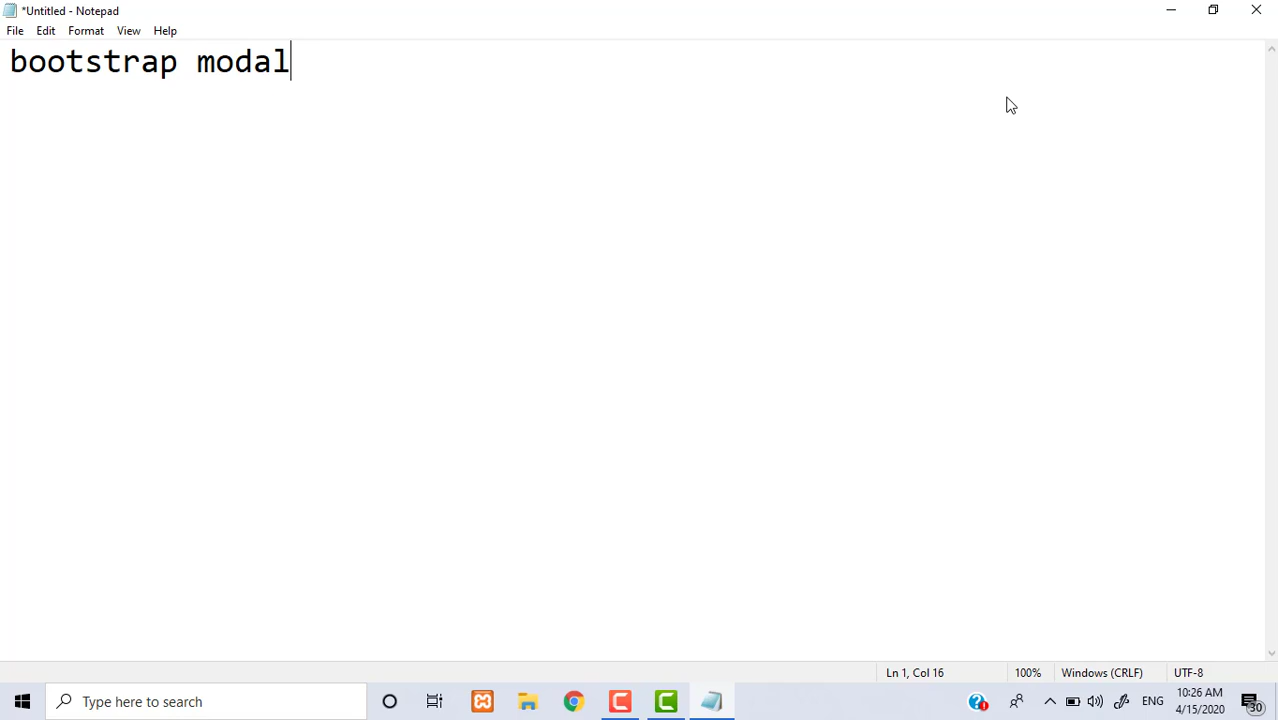 *Untitled - Notepad
File Edit Format View Help
bootstrap modal
Ln 1, Col 16 100% Windows (CRLF) UTF-8
Type here to search
ENG
10:26 AM
4/15/2020
30